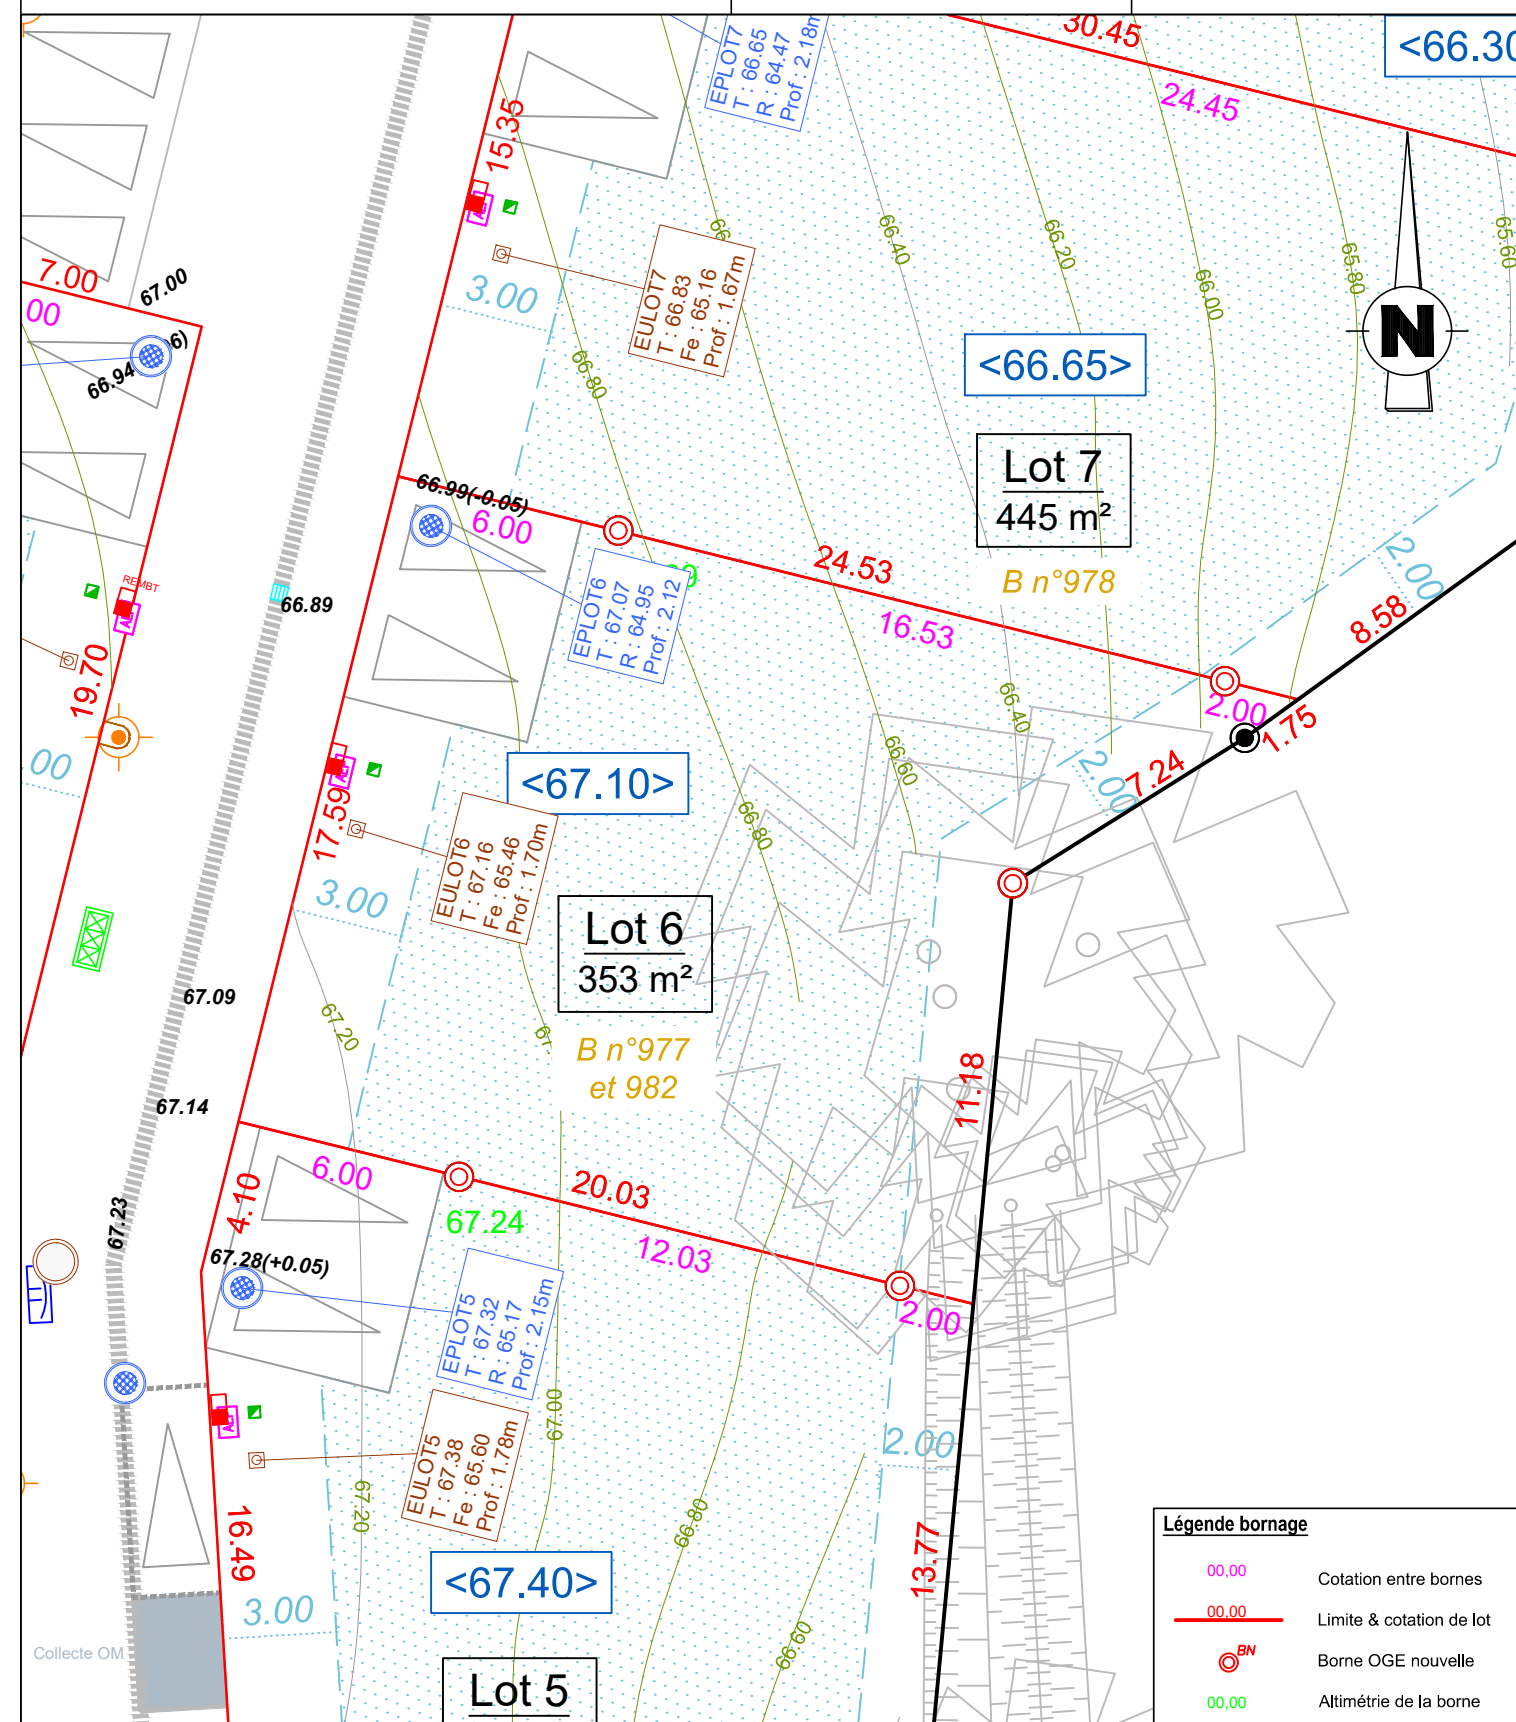 30.45
24.45
<66.30
EPLOT7
T : 66.65
R : 64.47
Prof : 2.18m
15.35
ALI
EULOT7
T : 66.83
Fe : 65.16
Prof : 1.67m
3.00
66.40
66.20
66.00
65.80
65.60
N
7.00
67.00
00
66.94
6)
66.80
<66.65>
Lot 7
445 m²
B n°978
66.99(-0.05)
6.00
24.53
16.53
2.00
8.58
EPLOT6
T : 67.07
R : 64.95
Prof : 2.12
REMBT
66.89
19.70
.00
2.00
1.75
7.24
2.00
66.40
66.60
66.80
<67.10>
17.59
EULOT6
T : 67.16
Fe : 65.46
Prof : 1.70m
3.00
Lot 6
353 m²
B n°977
et 982
67.09
67.20
67.14
11.18
6.00
20.03
67.24
12.03
2.00
4.10
67.23
67.28(+0.05)
EPLOT5
T : 67.32
R : 65.17
Prof : 2.15m
EULOT5
T : 67.38
Fe : 65.60
Prof : 1.78m
67.00
67.20
66.80
66.60
2.00
16.49
13.77
<67.40>
3.00
Collecte OM
Lot 5
Légende bornage
00,00
Cotation entre bornes
00,00
Limite & cotation de lot
BN
Borne OGE nouvelle
00,00
Altimétrie de la borne